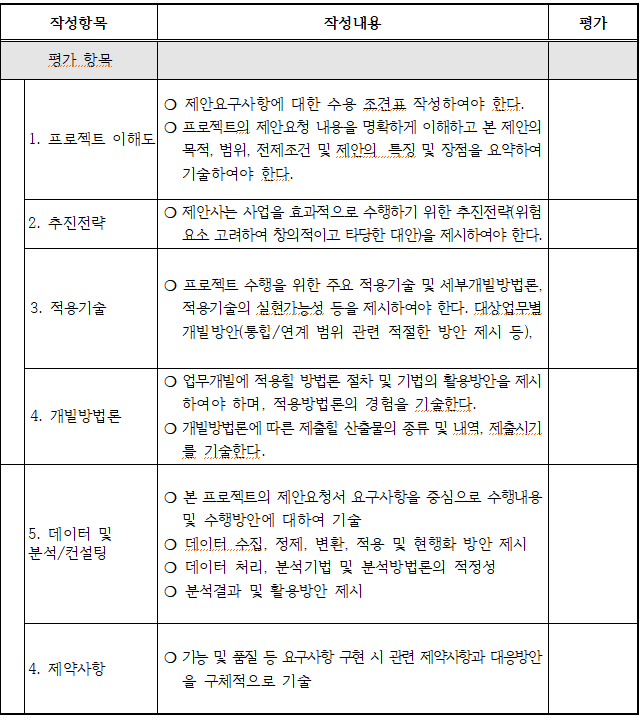 작성항목 작성내용 평가
평가 항목
1. 프로젝트 이해도
❍ 제안요구사항에 대한 수용 조견표 작성하여야 한다.
❍ 프로젝트의 제안요청 내용을 명확하게 이해하고 본 제안의
목적, 범위, 전제조건 및 제안의 특징 및 장점을 요약하여
기술하여야 한다.
2. 추진전략
❍ 제안사는 사업을 효과적으로 수행하기 위한 추진전략(위험
요소 고려하여 창의적이고 타당한 대안)을 제시하여야 한다.
3. 적용기술
❍ 프로젝트 수행을 위한 주요 적용기술 및 세부개발방법론,
적용기술의 실현가능성 등을 제시하여야 한다. 대상업무별
개발방안(통합/연계 범위 관련 적절한 방안 제시 등),
4. 개발방법론
❍ 업무개발에 적용할 방법론 절차 및 기법의 활용방안을 제시
하여야 하며, 적용방법론의 경험을 기술한다.
❍ 개발방법론에 따른 제출할 산출물의 종류 및 내역, 제출시기
를 기술한다.
5. 데이터 및
분석/컨설팅
❍ 본 프로젝트의 제안요청서 요구사항을 중심으로 수행내용
및 수행방안에 대하여 기술
❍ 데이터 수집, 정제, 변환, 적용 및 현행화 방안 제시
❍ 데이터 처리, 분석기법 및 분석방법론의 적정성
❍ 분석결과 및 활용방안 제시
4. 제약사항
❍ 기능 및 품질 등 요구사항 구현 시 관련 제약사항과 대응방안
을 구체적으로 기술